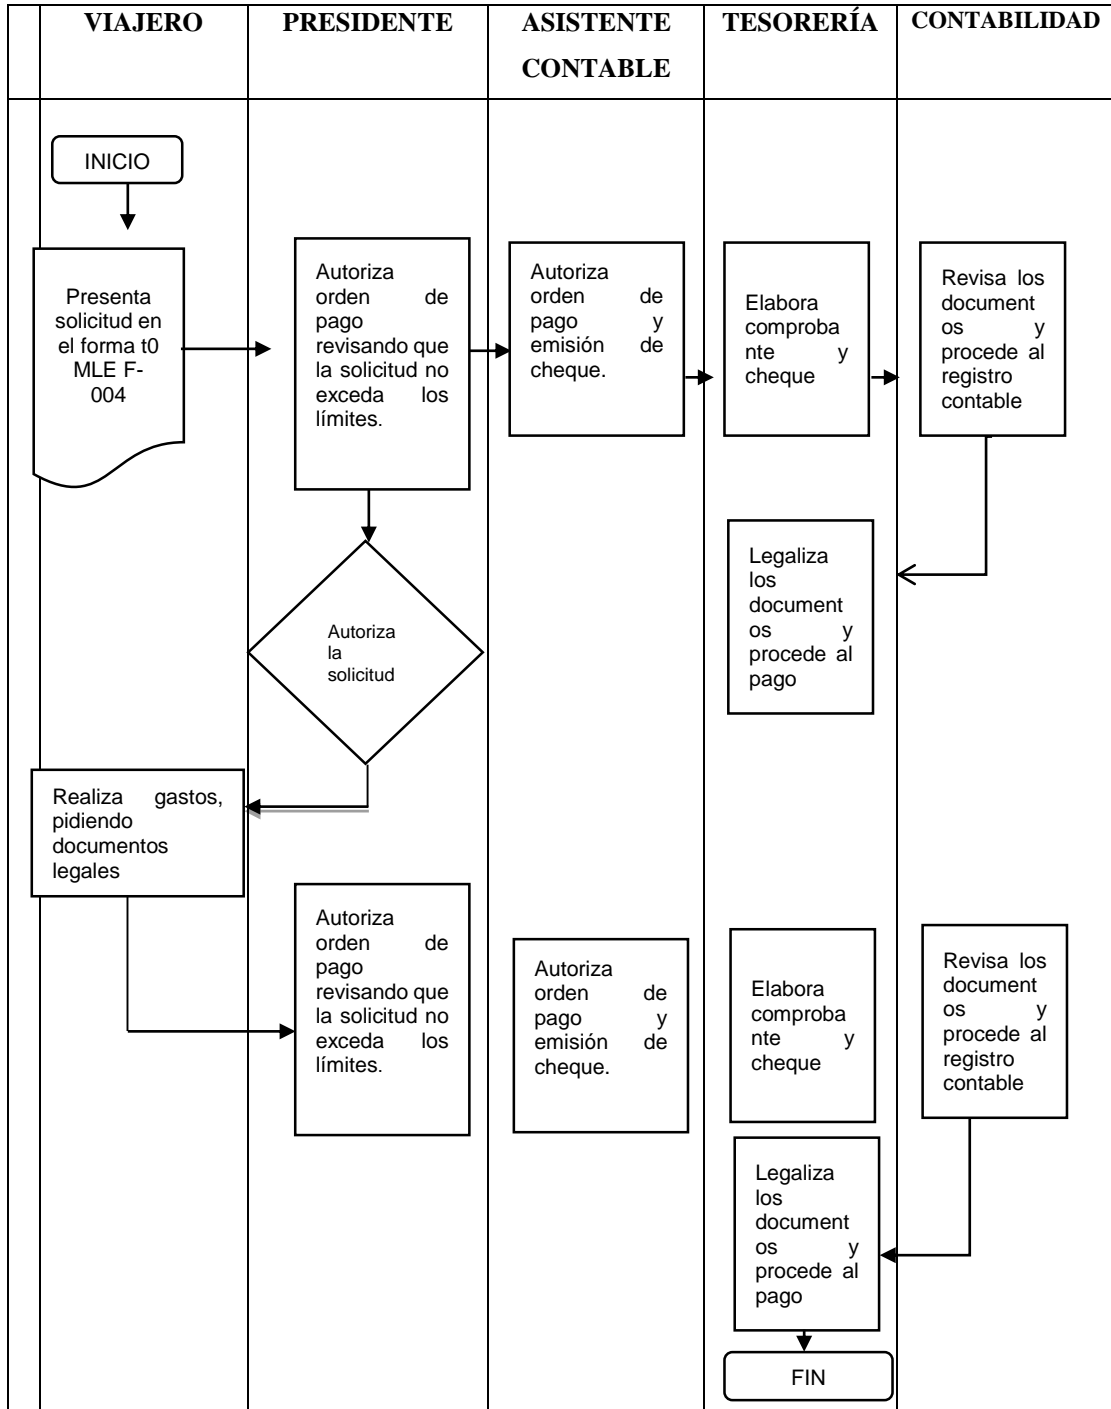 VIAJERO
PRESIDENTE
ASISTENTE
CONTABLE
TESORERÍA
CONTABILIDAD
INICIO
Presenta
solicitud en
el forma t0
MLE F-
004
Autoriza
orden de
pago
revisando que
la solicitud no
exceda los
límites.
Autoriza
orden de
pago y
emisión de
cheque.
Elabora
comproba
nte y
cheque
Revisa los
document
os y
procede al
registro
contable
Legaliza
los
document
os y
procede al
pago
Autoriza
la
solicitud
Realiza gastos,
pidiendo
documentos
legales
Autoriza
orden de
pago
revisando que
la solicitud no
exceda los
límites.
Autoriza
orden de
pago y
emisión de
cheque.
Elabora
comproba
nte y
cheque
Revisa los
document
os y
procede al
registro
contable
Legaliza
los
document
os y
procede al
pago
FIN